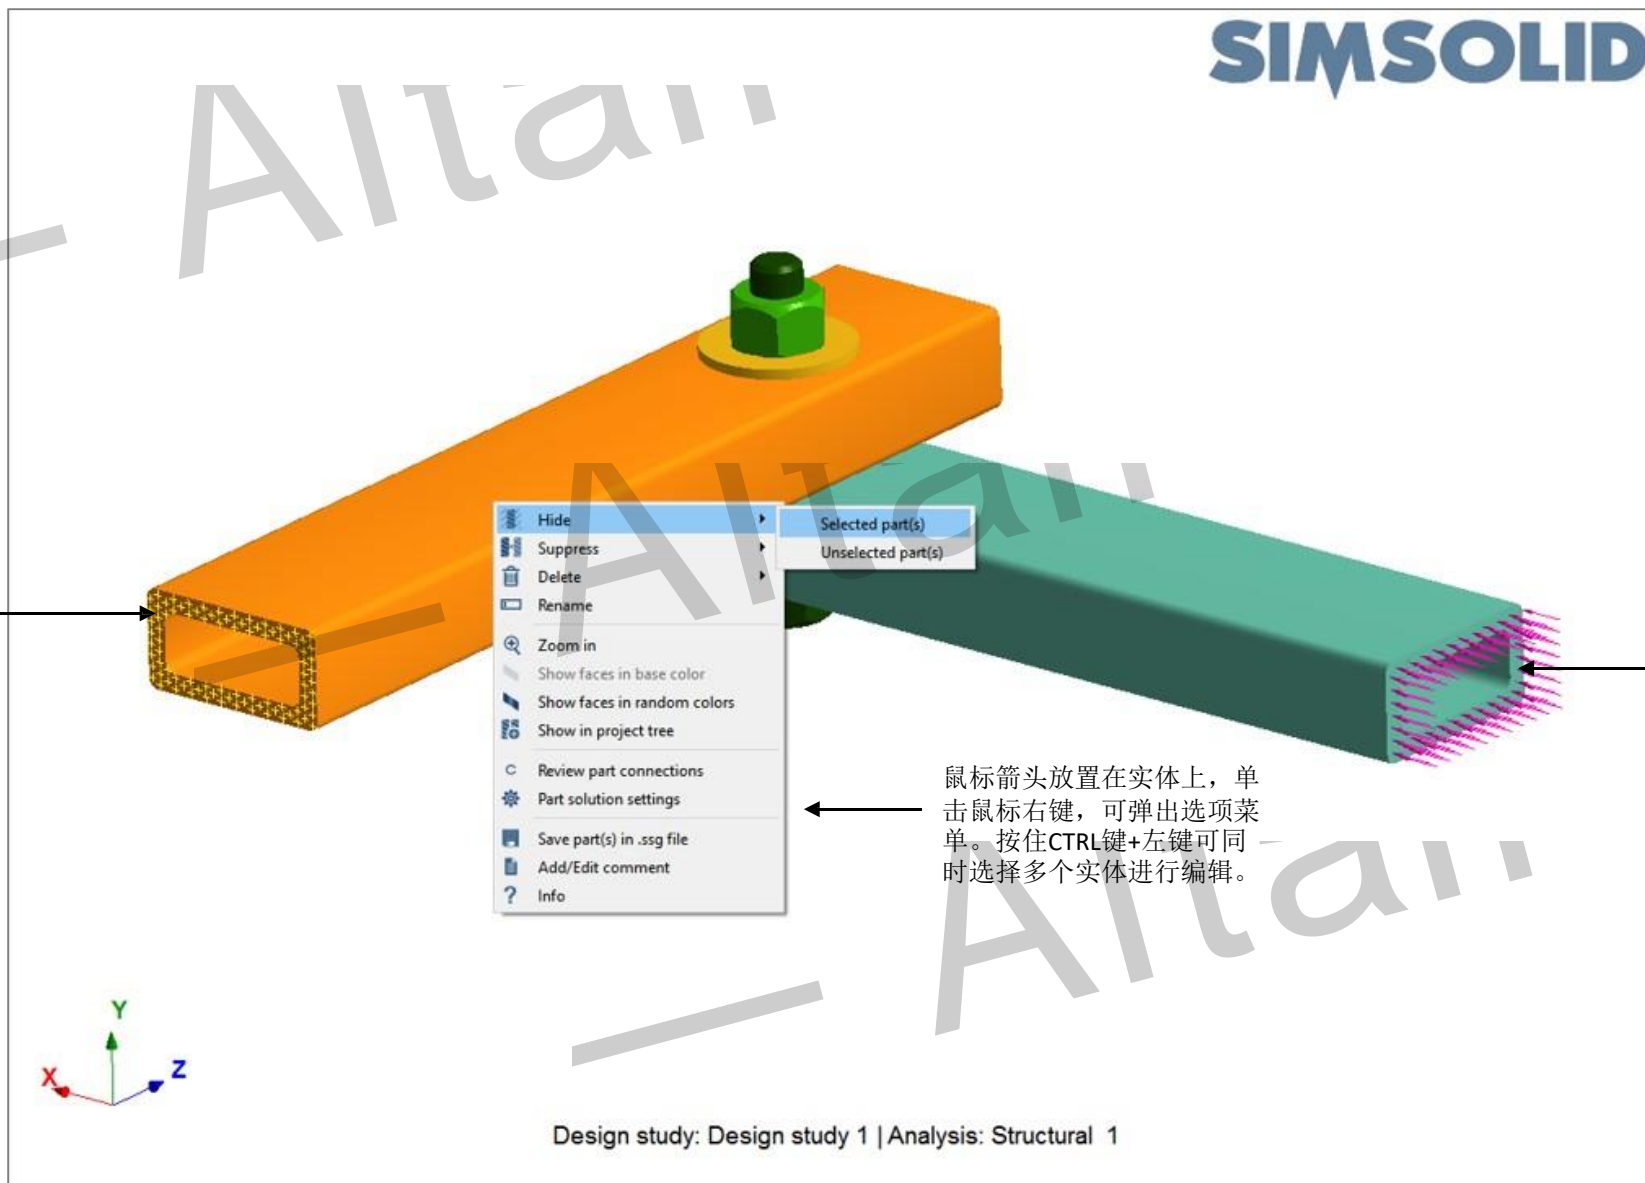 SIMSOLID
Hide
Selected part(s)
Suppress
Unselected part(s)
Delete
Rename
Zoom in
Show faces in base color
Show faces in random colors
Show in project tree
C Review part connections
Part solution settings
Save part(s) in .ssg file
Add/Edit comment
? Info
鼠标箭头放置在实体上，单
击鼠标右键，可弹出选项菜
单。按住CTRL键+左键可同
时选择多个实体进行编辑。
Y
X
Z
Design study: Design study 1 | Analysis: Structural 1